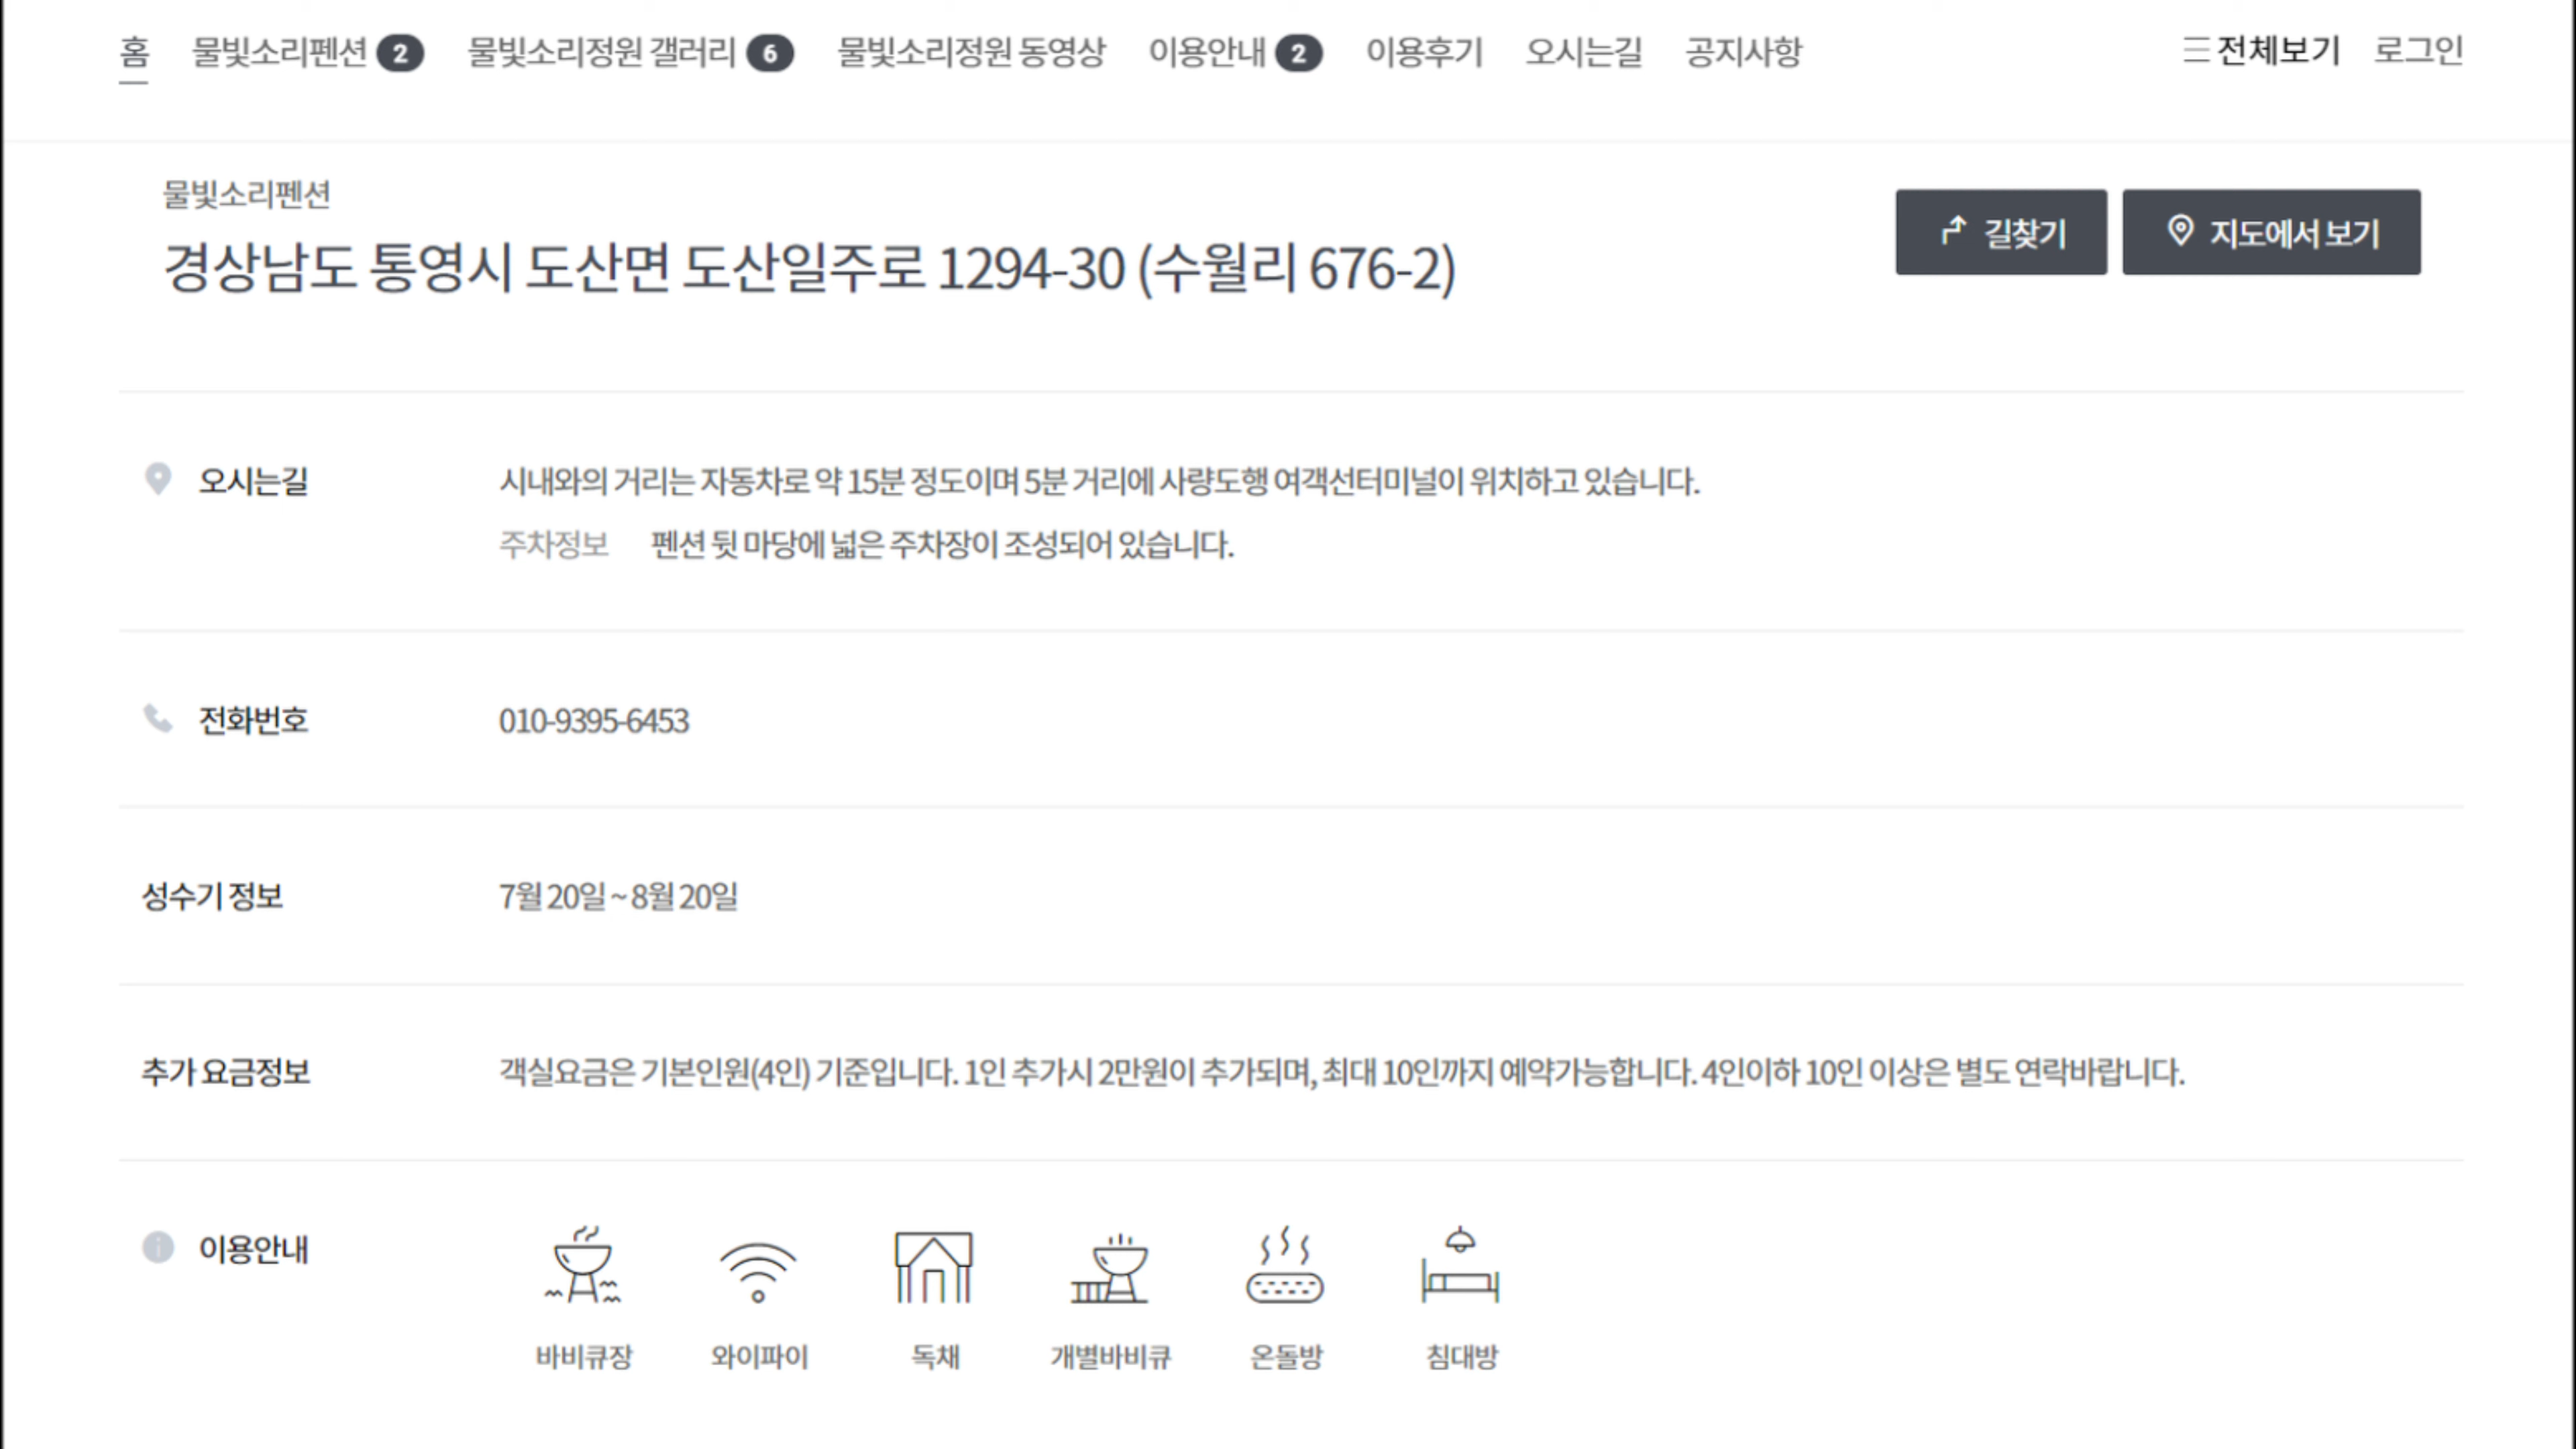 홈 물빛소리펜션 2 물빛소리정원 갤러리 6 물빛소리정원 동영상 이용안내 2 이용후기 오시는길 공지사항 전체보기 로그인
물빛소리펜션
경상남도 통영시 도산면 도산일주로 1294-30 (수월리 676-2)
길찾기 지도에서 보기
오시는길 시내와의 거리는 자동차로 약 15분 정도이며 5분 거리에 사량도행 여객선터미널이 위치하고 있습니다.
주차정보 펜션 뒷 마당에 넓은 주차장이 조성되어 있습니다.
전화번호 010-9395-6453
성수기 정보 7월 20일 ~ 8월 20일
추가 요금정보 객실요금은 기본인원(4인) 기준입니다. 1인 추가시 2만원이 추가되며, 최대 10인까지 예약가능합니다. 4인이하 10인 이상은 별도 연락바랍니다.
이용안내
바비큐장 와이파이 독채 개별바비큐 온돌방 침대방